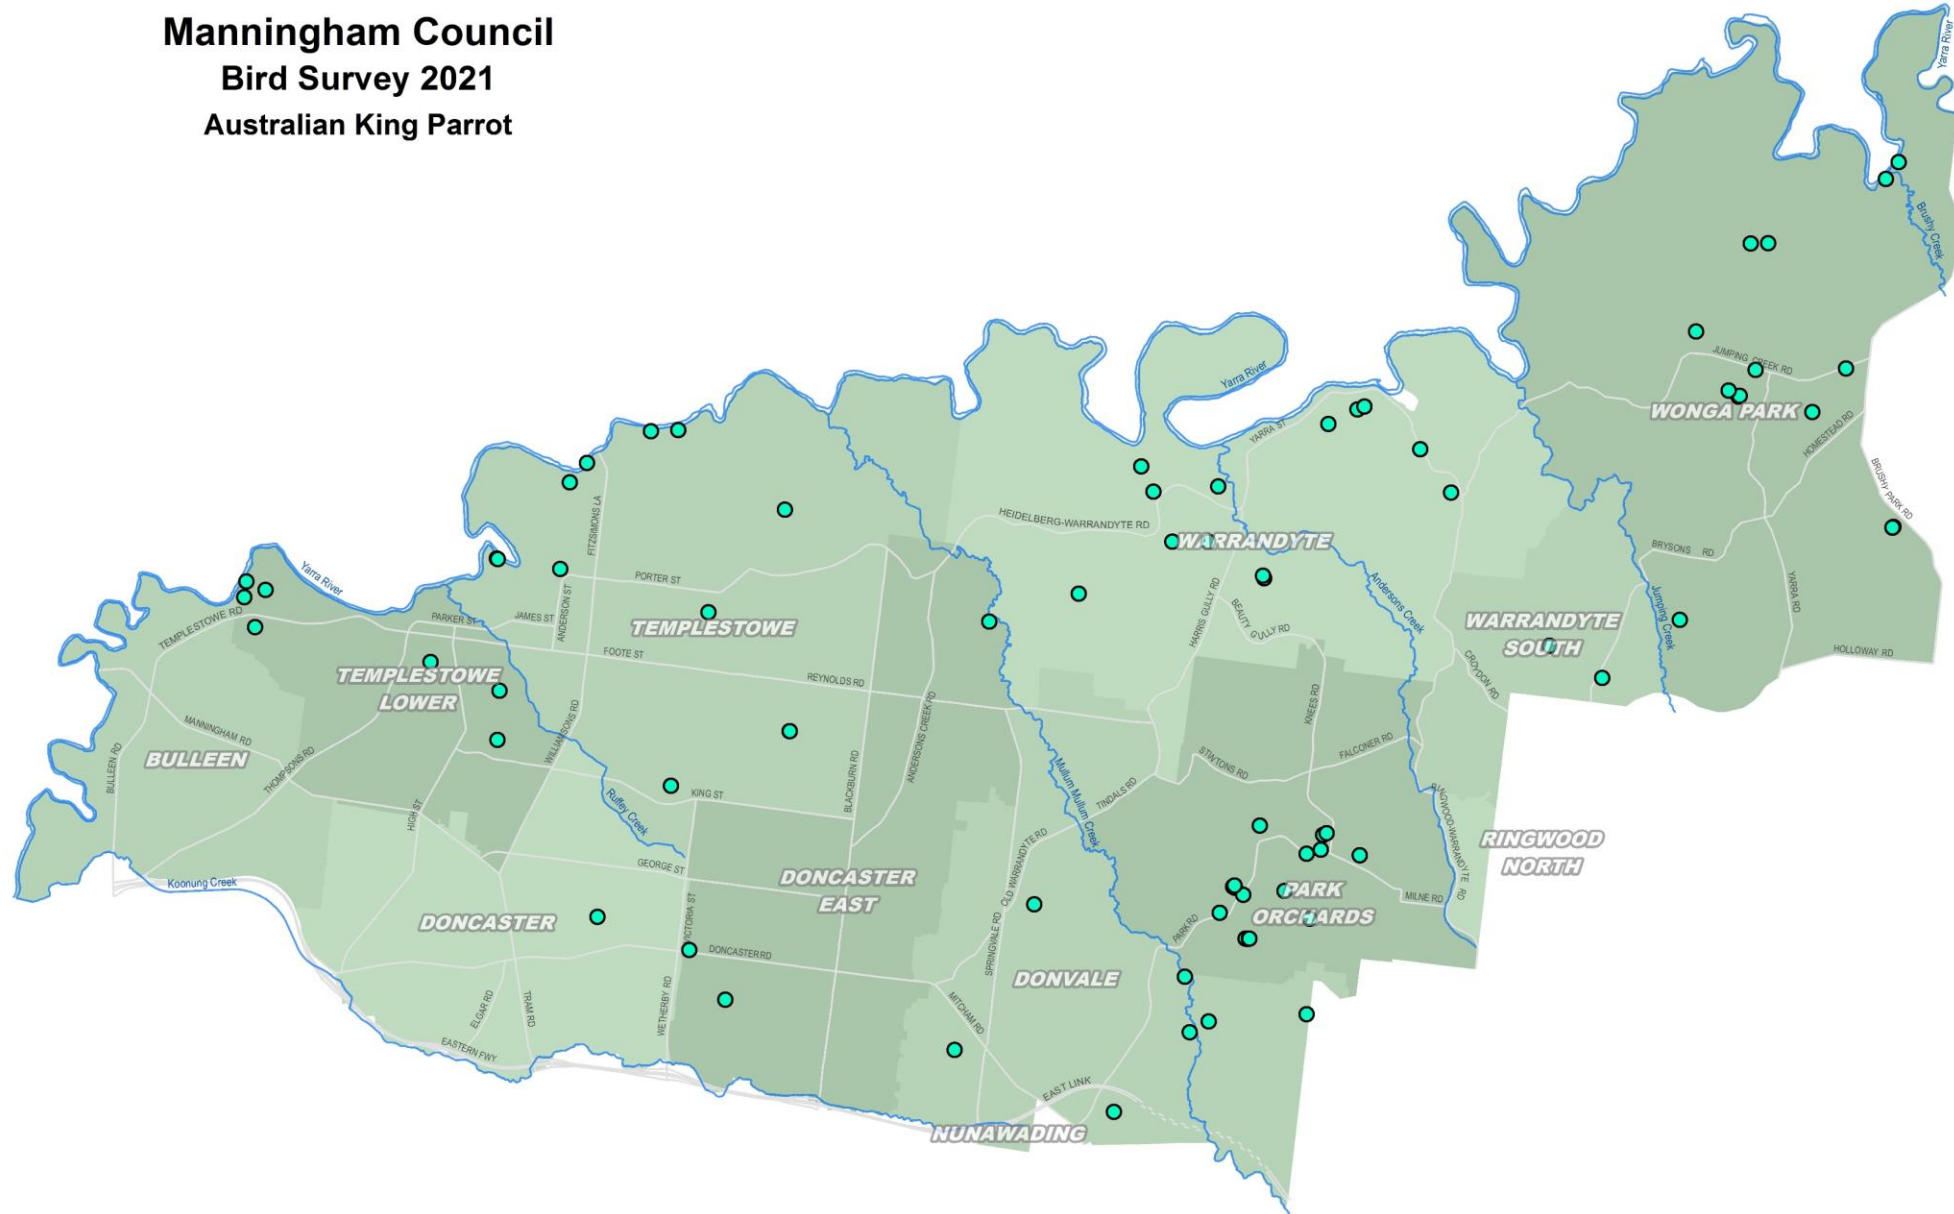 Manningham Council
Bird Survey 2021
Australian King Parrot
Yarra River
Brushy Creek
JUMPING CREEK RD
WONGA PARK
HOMESTEAD RD
BRUSHY PARK RD
Yarra River
YARRA ST
FITZSIMONS LA
HEIDELBERG-WARRANDYTE RD
WARRANDYTE
BRYSONS RD
Yarra River
PORTER ST
Andersons Creek
Jumping Creek
YARRA RD
TEMPLESTOWE RD
PARKER ST
JAMES ST
ANDERSON ST
TEMPLESTOWE
HARRIS GULLY RD
BEAUTY GULLY RD
WARRANDYTE
SOUTH
HOLLOWAY RD
FOOTE ST
CROYDON RD
TEMPLESTOWE
LOWER
REYNOLDS RD
KNEES RD
MANNINGHAM RD
WILLIAMSONS RD
ANDERSONS CREEK RD
BULLEEN
BULLEEN RD
THOMPSONS RD
STINTONS RD
FALCONER RD
HIGH ST
Ruffey Creek
KING ST
BLACKBURN RD
Mullum Mullum Creek
TINDALS RD
RINGWOOD-WARRANDYTE RD
RINGWOOD
NORTH
GEORGE ST
OLD WARRANDYTE RD
Koonung Creek
DONCASTER
EAST
PARK
ORCHARDS
MILNE RD
DONCASTER
VICTORIA ST
DONCASTER RD
SPRINGVALE RD
PARK RD
DONVALE
ELGAR RD
TRAM RD
WETHERBY RD
MITCHAM RD
EASTERN FWY
EAST LINK
NUNAWADING